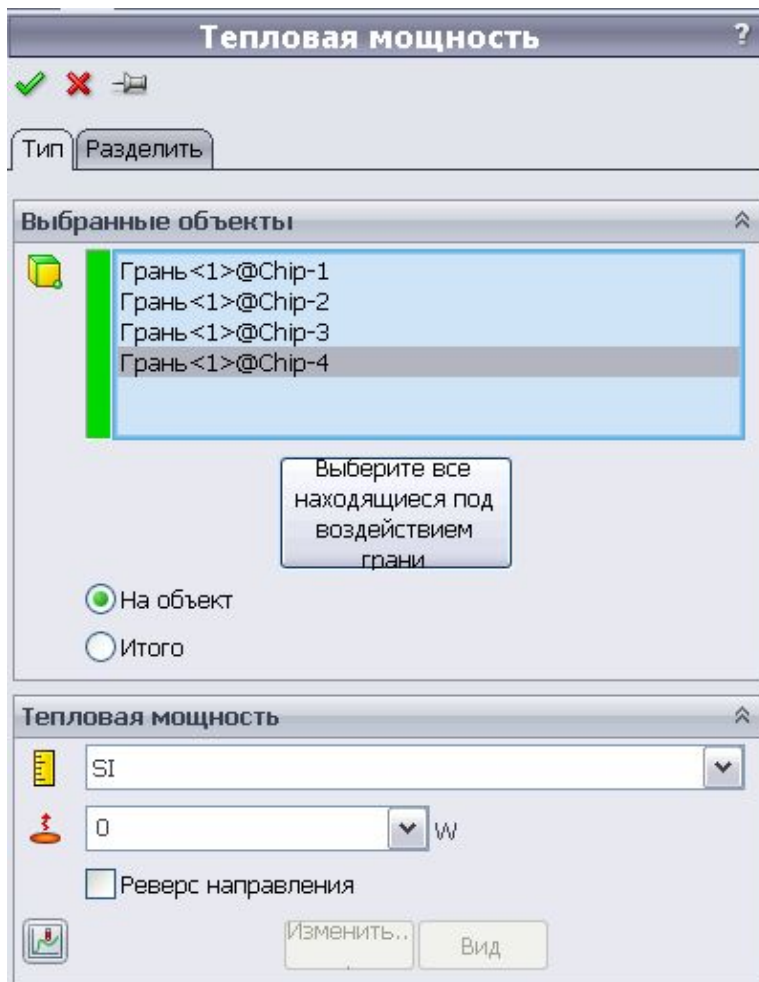 Тепловая мощность ?
Тип Разделить
Выбранные объекты
Грань<1>@Chip-1
Грань<1>@Chip-2
Грань<1>@Chip-3
Грань<1>@Chip-4
Выберите все
находящиеся под
воздействием
грани
На объект
Итого
Тепловая мощность
SI
0 W
Реверс направления
Изменить.. Вид
.